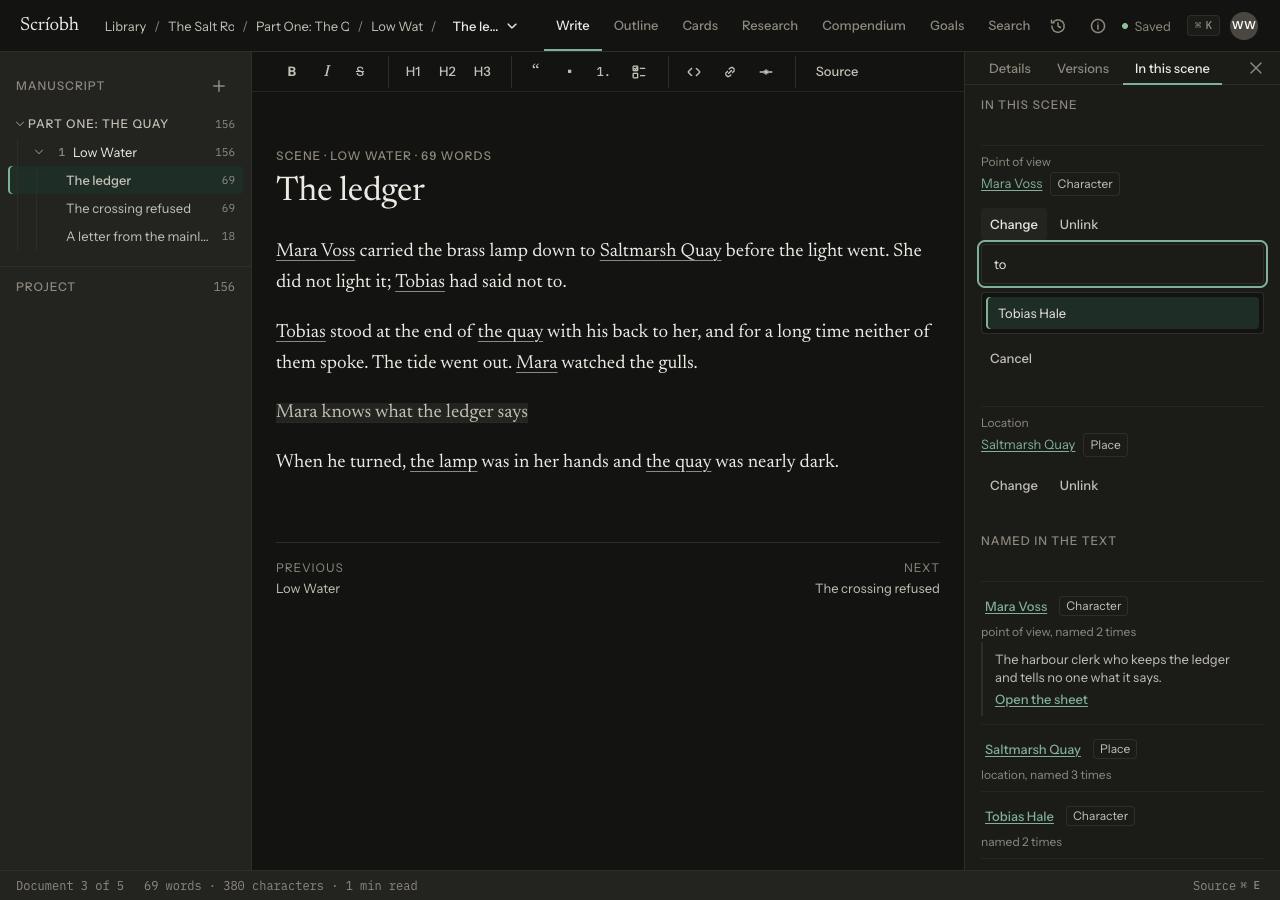 Scríobh
Library / The Salt Ro / Part One: The Q / Low Wat / The le...
Write Outline Cards Research Compendium Goals Search
Saved ⌘ K WW
MANUSCRIPT
PART ONE: THE QUAY 156
1 Low Water 156
The ledger 69
The crossing refused 69
A letter from the mainl... 18
PROJECT 156
B I S H1 H2 H3 “ 1. Source
SCENE · LOW WATER · 69 WORDS
The ledger
Mara Voss carried the brass lamp down to Saltmarsh Quay before the light went. She
did not light it; Tobias had said not to.
Tobias stood at the end of the quay with his back to her, and for a long time neither of
them spoke. The tide went out. Mara watched the gulls.
Mara knows what the ledger says
When he turned, the lamp was in her hands and the quay was nearly dark.
PREVIOUS
Low Water
NEXT
The crossing refused
Details Versions In this scene
IN THIS SCENE
Point of view
Mara Voss Character
Change Unlink
to
Tobias Hale
Cancel
Location
Saltmarsh Quay Place
Change Unlink
NAMED IN THE TEXT
Mara Voss Character
point of view, named 2 times
The harbour clerk who keeps the ledger
and tells no one what it says.
Open the sheet
Saltmarsh Quay Place
location, named 3 times
Tobias Hale Character
named 2 times
Document 3 of 5 69 words · 380 characters · 1 min read
Source ⌘ E